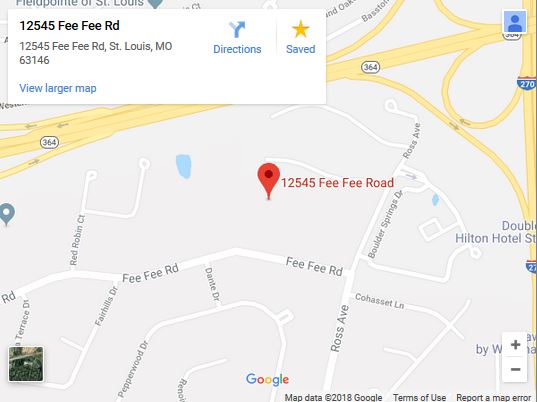 Fieldpointe of St. Louis
12545 Fee Fee Rd
12545 Fee Fee Rd, St. Louis, MO
63146
Directions
Saved
View larger map
364
364
364
270
Ross Ave
12545 Fee Fee Road
Boulder Springs Dr
Red Robin Ct
Hilton Hotel St
Fee Fee Rd
Fee Fee Rd
Rd
Dante Dr
Fairhills Dr
Cohasset Ln
Ross Ave
Terrace Dr
Pepperwood Dr
Google
Map data ©2018 Google
Terms of Use
Report a map error